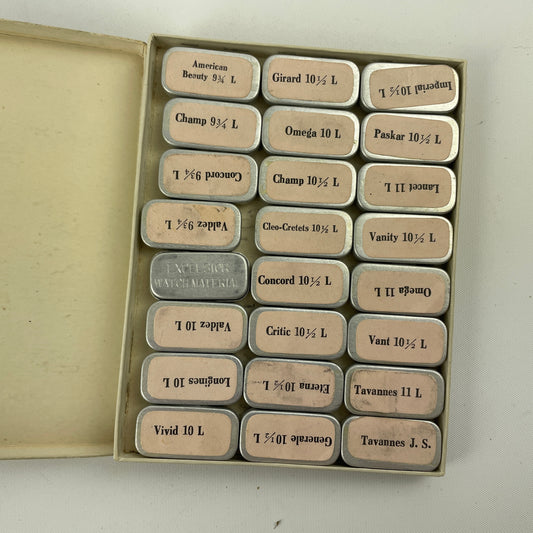 American
Beauty 9¾ L
Girard 10½ L
Imperial 10½ L
Champ 9¾ L
Omega 10 L
Paskar 10½ L
Concord 9¾ L
Champ 10½ L
Lancet 11 L
Valdez 9¾ L
Cleo-Cretets 10½ L
Vanity 10½ L
EXCELSIOR
WATCH MATERIAL
Concord 10½ L
Omega 11 L
Valdez 10 L
Critic 10½ L
Vant 10½ L
Longines 10 L
Eterna 10½ L
Tavannes 11 L
Vivid 10 L
Generale 10½ L
Tavannes J. S.